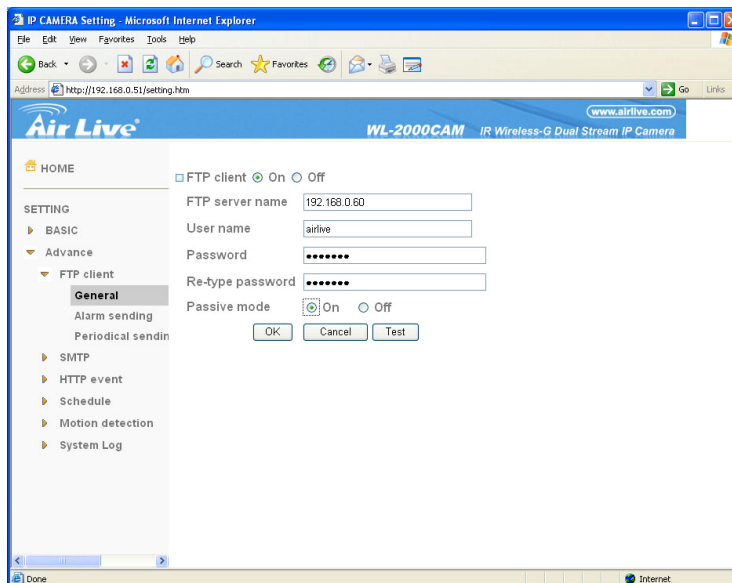 IP CAMERA Setting - Microsoft Internet Explorer
File Edit View Favorites Tools Help
Back Search Favorites
Address http://192.168.0.51/setting.htm Go Links
Air Live®
www.airlive.com
WL-2000CAM IR Wireless-G Dual Stream IP Camera
HOME
SETTING
BASIC
Advance
FTP client
General
Alarm sending
Periodical sendin
SMTP
HTTP event
Schedule
Motion detection
System Log
FTP client On Off
FTP server name 192.168.0.60
User name airlive
Password •••••••
Re-type password •••••••
Passive mode On Off
OK Cancel Test
Done Internet